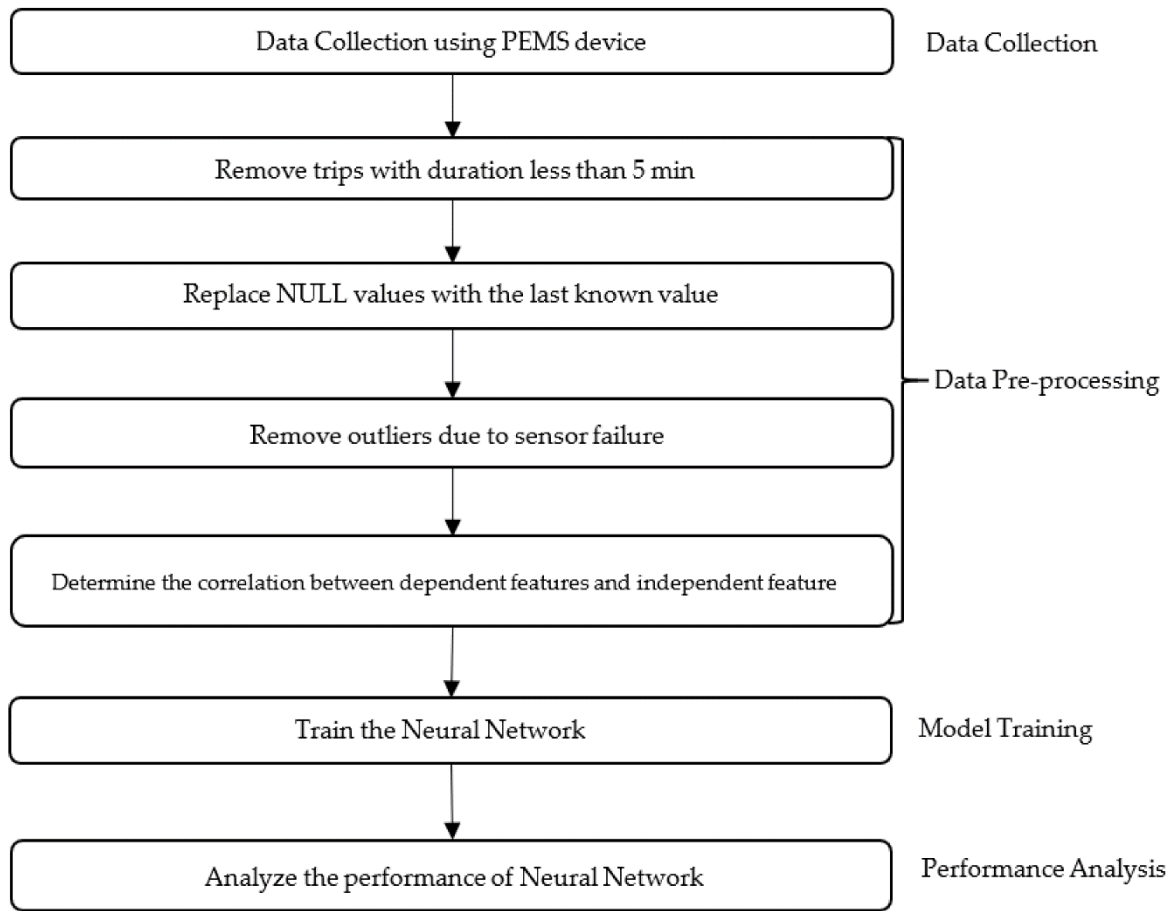 Data Collection using PEMS device
Data Collection
Remove trips with duration less than 5 min
Replace NULL values with the last known value
Data Pre-processing
Remove outliers due to sensor failure
Determine the correlation between dependent features and independent feature
Train the Neural Network
Model Training
Analyze the performance of Neural Network
Performance Analysis